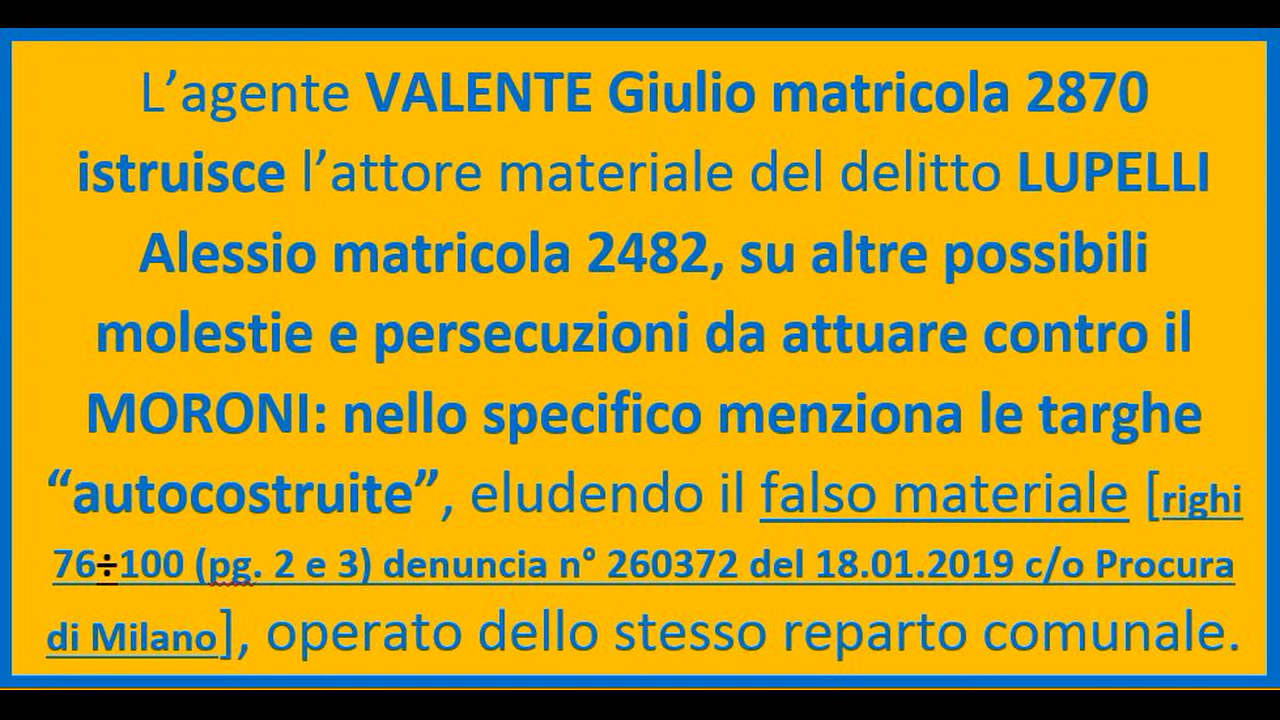 L’agente VALENTE Giulio matricola 2870
istruisce l’attore materiale del delitto LUPELLI
Alessio matricola 2482, su altre possibili
molestie e persecuzioni da attuare contro il
MORONI: nello specifico menziona le targhe
“autocostruite”, eludendo il falso materiale [righi
76÷100 (pg. 2 e 3) denuncia n° 260372 del 18.01.2019 c/o Procura
di Milano], operato dello stesso reparto comunale.